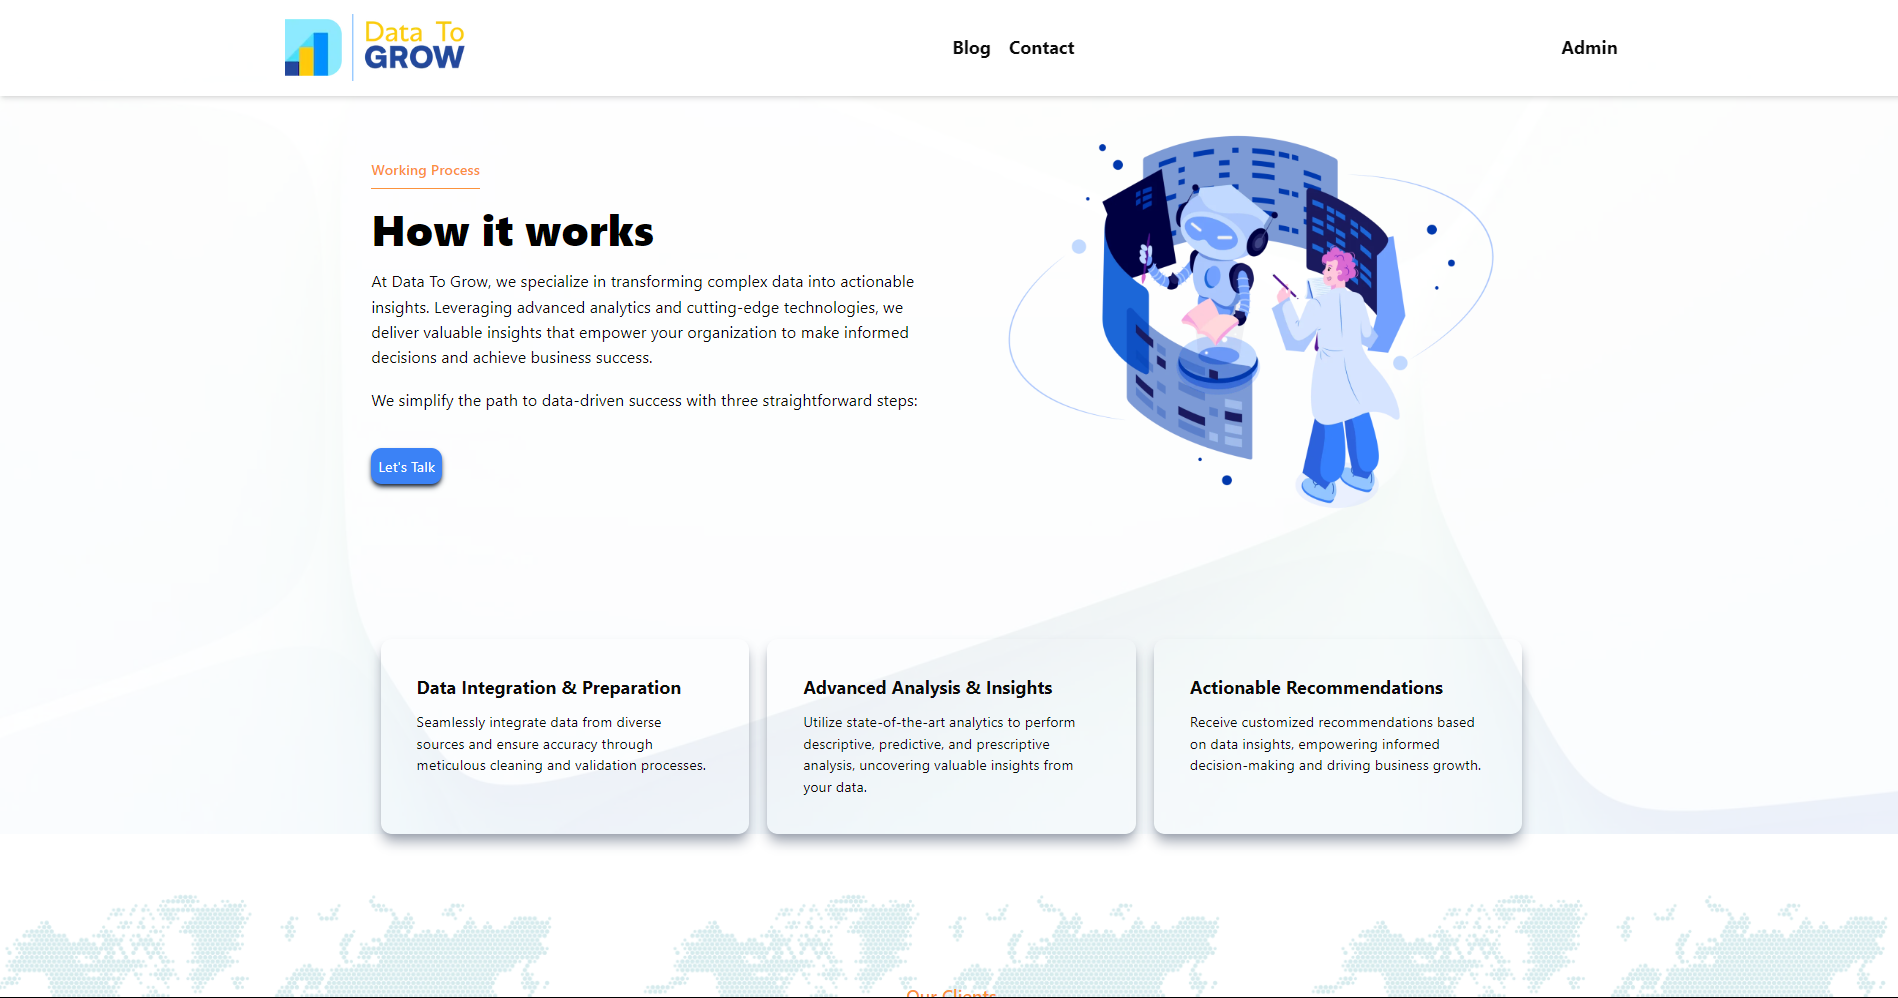 Data To
GROW
Blog Contact
Admin
Working Process
How it works
At Data To Grow, we specialize in transforming complex data into actionable
insights. Leveraging advanced analytics and cutting-edge technologies, we
deliver valuable insights that empower your organization to make informed
decisions and achieve business success.
We simplify the path to data-driven success with three straightforward steps:
Let's Talk
Data Integration & Preparation
Seamlessly integrate data from diverse
sources and ensure accuracy through
meticulous cleaning and validation processes.
Advanced Analysis & Insights
Utilize state-of-the-art analytics to perform
descriptive, predictive, and prescriptive
analysis, uncovering valuable insights from
your data.
Actionable Recommendations
Receive customized recommendations based
on data insights, empowering informed
decision-making and driving business growth.
Our Clients